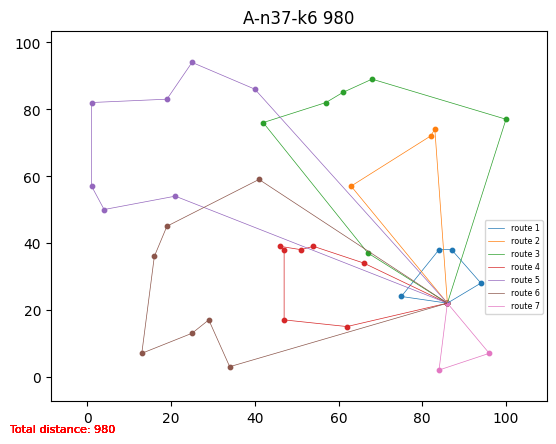 A-n37-k6 980
100
80
60
40
20
0
route 1
route 2
route 3
route 4
route 5
route 6
route 7
0 20 40 60 80 100
Total distance: 980